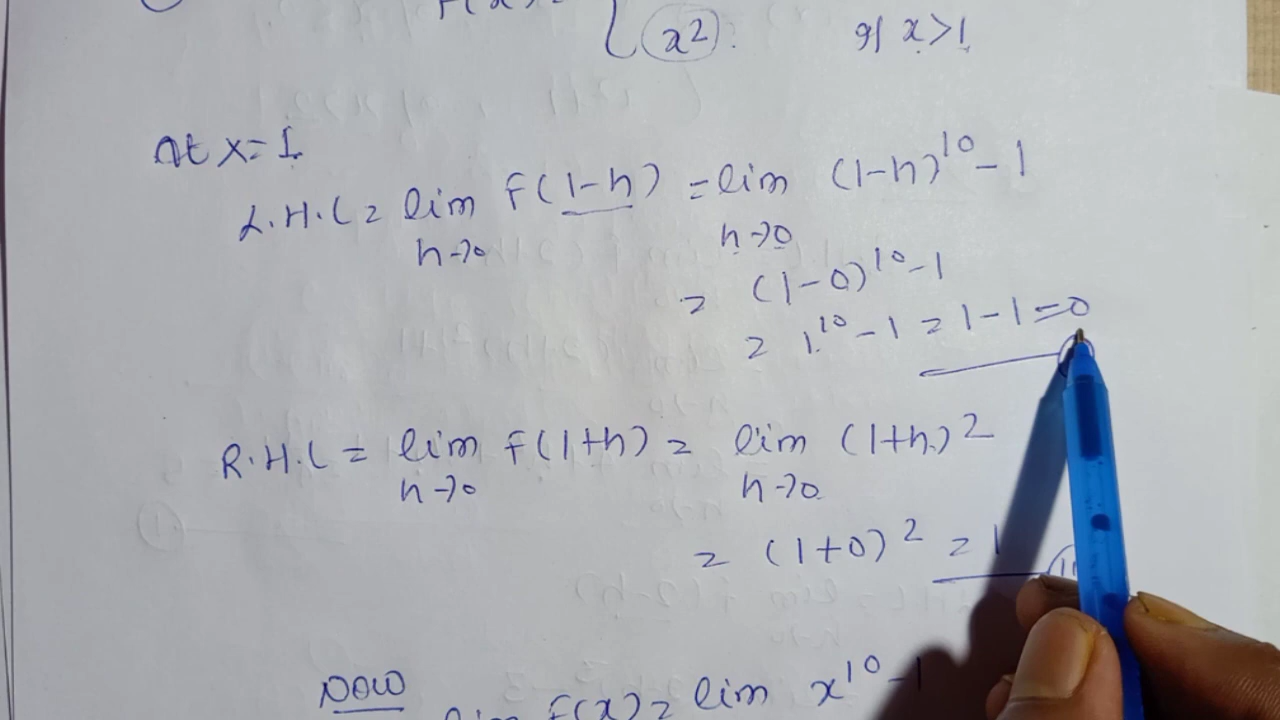 F(x) =
x² if x>1
At x=1
L.H.L = lim F(1-h) = lim (1-h)¹⁰-1
h→0 h→0
= (1-0)¹⁰-1
= 1¹⁰-1 = 1-1=0
R.H.L = lim F(1+h) = lim (1+h)²
h→0 h→0
= (1+0)² = 1
NOW
lim F(x) = lim x¹⁰-1